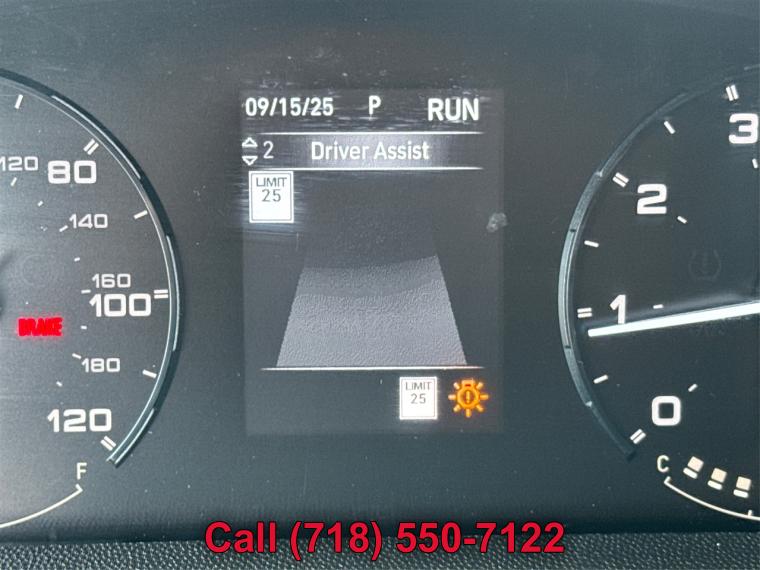 09/15/25 P RUN
2 Driver Assist
LIMIT
25
120
80
140
160
100
BRAKE
180
120
F
LIMIT
25
3
2
1
0
C
Call (718) 550-7122